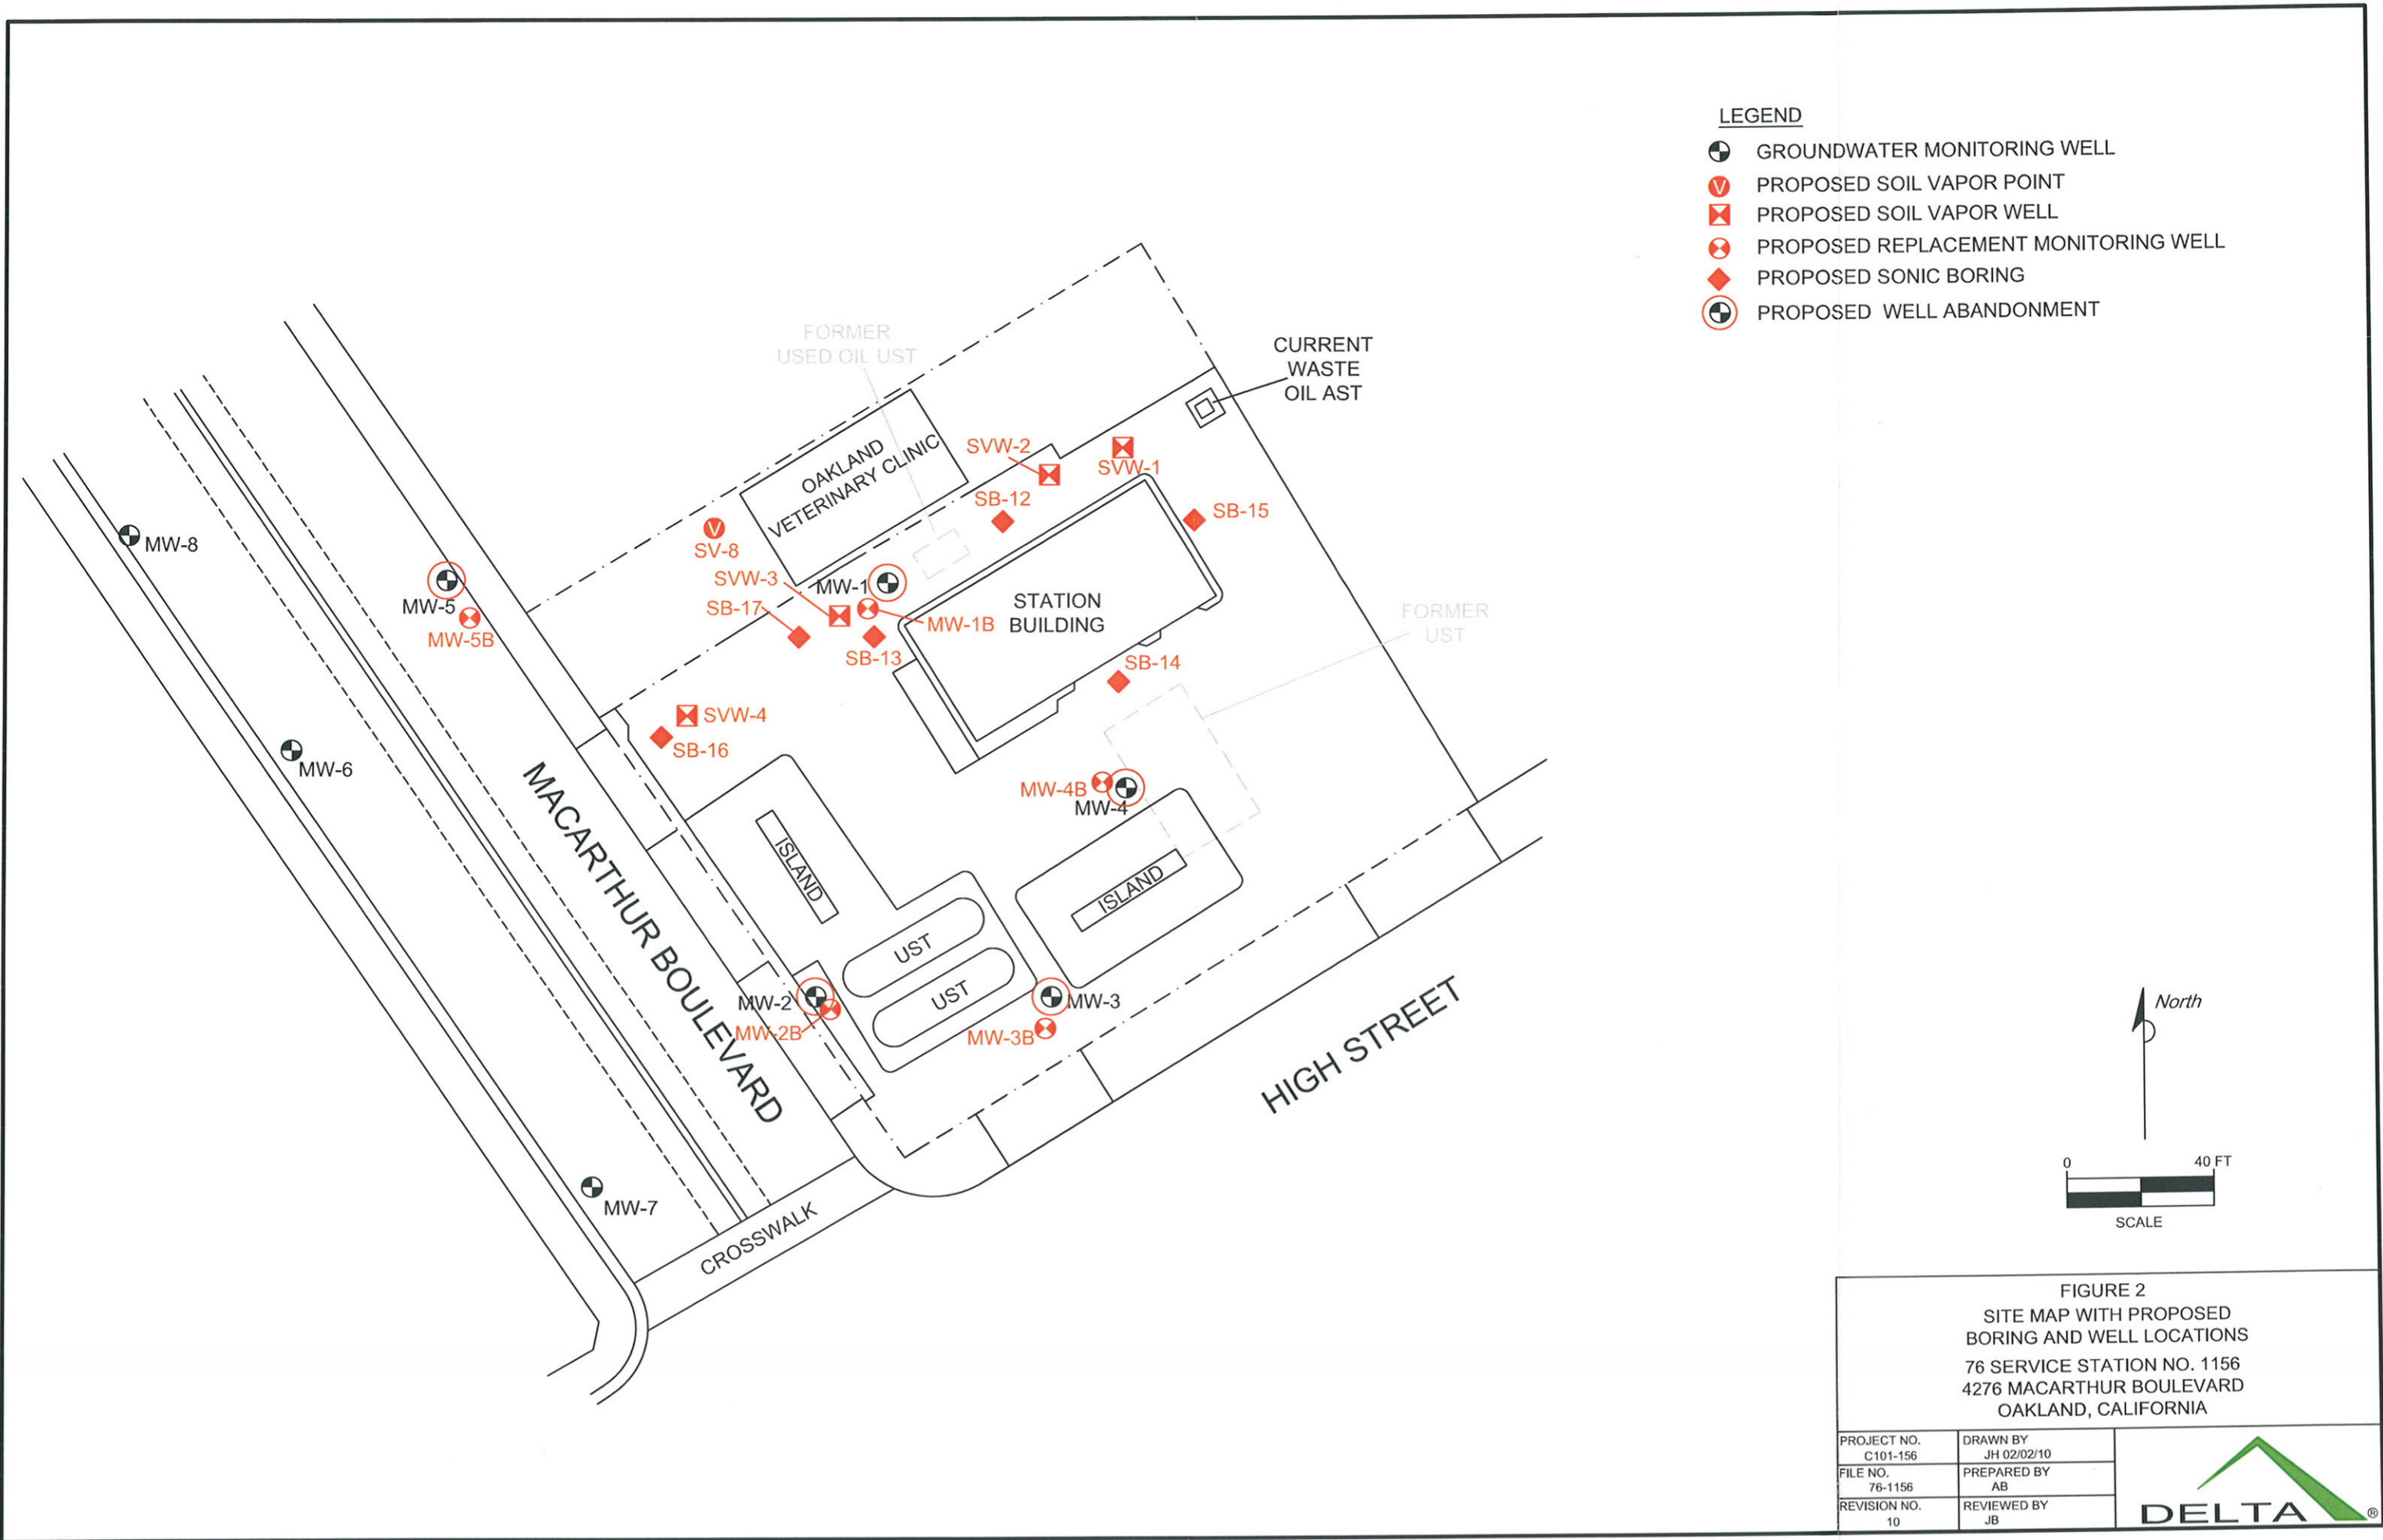 LEGEND
GROUNDWATER MONITORING WELL
V PROPOSED SOIL VAPOR POINT
PROPOSED SOIL VAPOR WELL
PROPOSED REPLACEMENT MONITORING WELL
PROPOSED SONIC BORING
PROPOSED WELL ABANDONMENT
FORMER
USED OIL UST
CURRENT
WASTE
OIL AST
OAKLAND
VETERINARY CLINIC
SVW-2
SVW-1
SB-12
SB-15
V
SV-8
MW-8
MW-5
MW-5B
SVW-3
MW-1
SB-17
MW-1B
SB-13
STATION
BUILDING
FORMER
UST
SB-14
SVW-4
SB-16
MW-6
MW-4B
MW-4
MACARTHUR BOULEVARD
ISLAND
ISLAND
UST
UST
MW-2
MW-2B
MW-3
MW-3B
HIGH STREET
MW-7
CROSSWALK
North
0 40 FT
SCALE
FIGURE 2
SITE MAP WITH PROPOSED
BORING AND WELL LOCATIONS
76 SERVICE STATION NO. 1156
4276 MACARTHUR BOULEVARD
OAKLAND, CALIFORNIA
PROJECT NO.
C101-156
DRAWN BY
JH 02/02/10
FILE NO.
76-1156
PREPARED BY
AB
REVISION NO.
10
REVIEWED BY
JB
DELTA ®